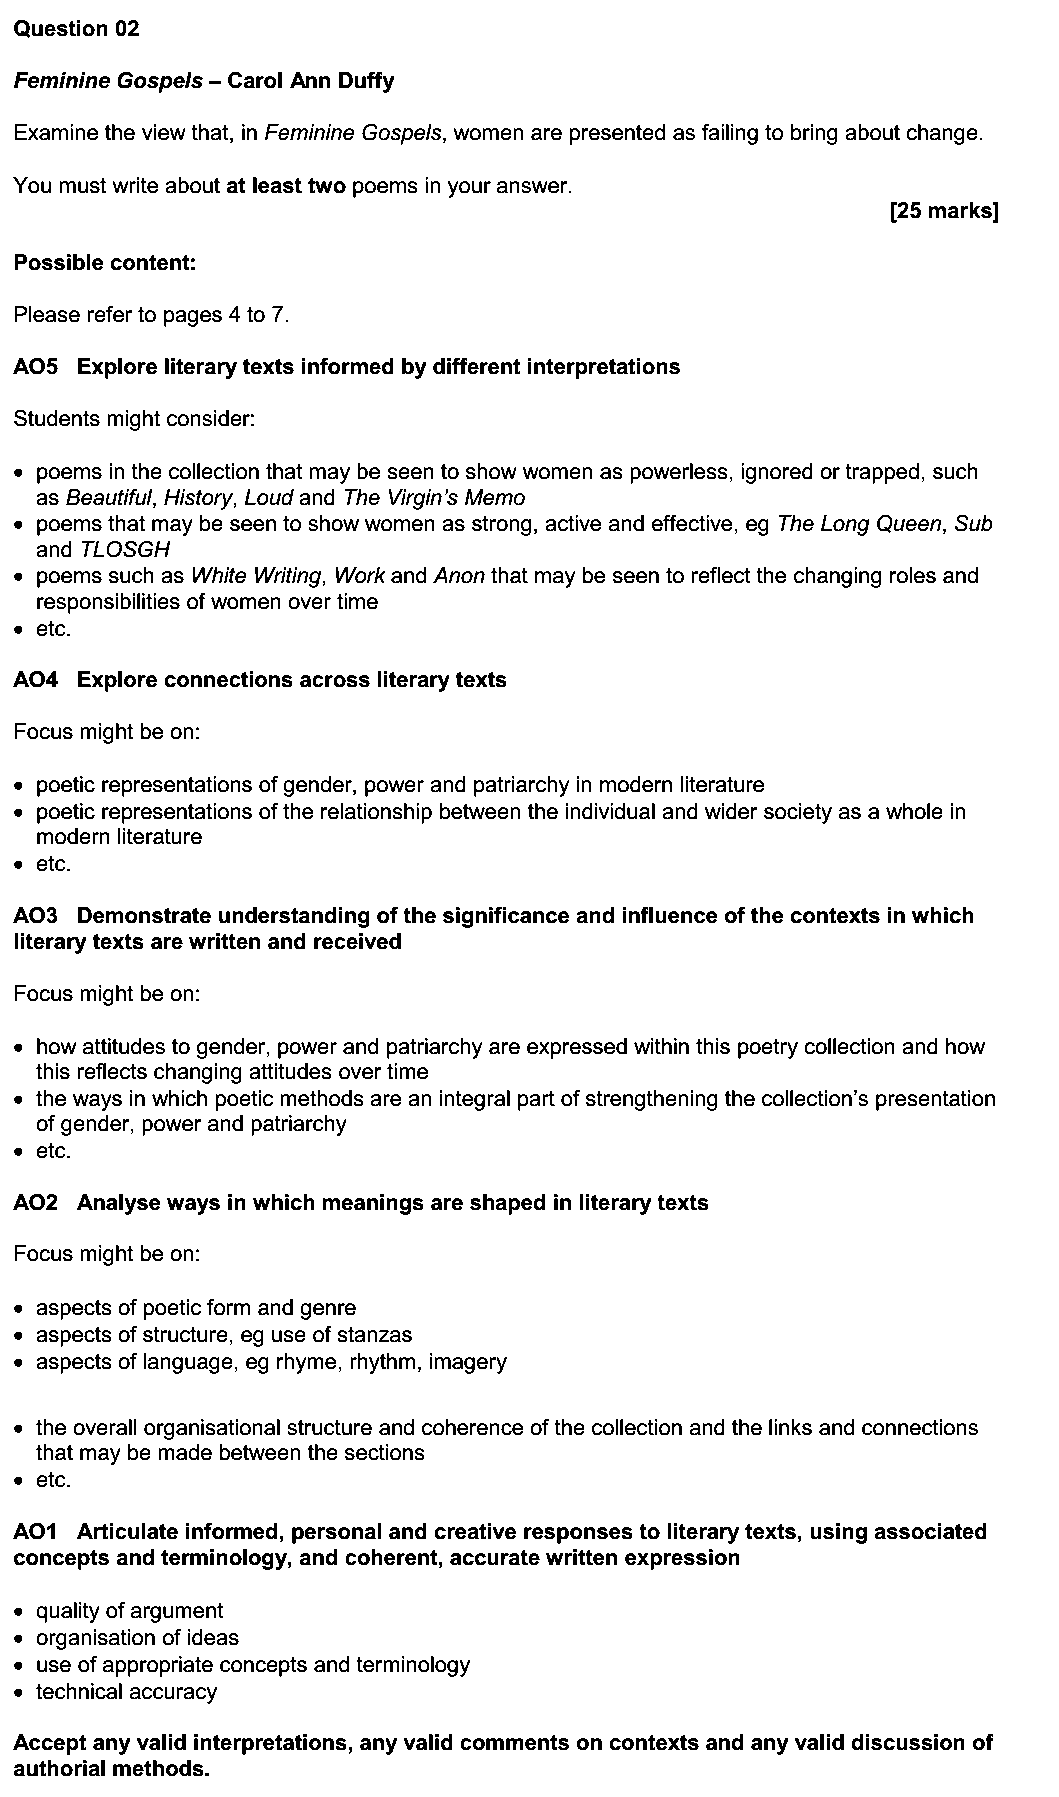 Question 02
Feminine Gospels – Carol Ann Duffy
Examine the view that, in Feminine Gospels, women are presented as failing to bring about change.
You must write about at least two poems in your answer.
[25 marks]
Possible content:
Please refer to pages 4 to 7.
AO5 Explore literary texts informed by different interpretations
Students might consider:
• poems in the collection that may be seen to show women as powerless, ignored or trapped, such
as Beautiful, History, Loud and The Virgin's Memo
• poems that may be seen to show women as strong, active and effective, eg The Long Queen, Sub
and TLOSGH
• poems such as White Writing, Work and Anon that may be seen to reflect the changing roles and
responsibilities of women over time
• etc.
AO4 Explore connections across literary texts
Focus might be on:
• poetic representations of gender, power and patriarchy in modern literature
• poetic representations of the relationship between the individual and wider society as a whole in
modern literature
• etc.
AO3 Demonstrate understanding of the significance and influence of the contexts in which
literary texts are written and received
Focus might be on:
• how attitudes to gender, power and patriarchy are expressed within this poetry collection and how
this reflects changing attitudes over time
• the ways in which poetic methods are an integral part of strengthening the collection's presentation
of gender, power and patriarchy
• etc.
AO2 Analyse ways in which meanings are shaped in literary texts
Focus might be on:
• aspects of poetic form and genre
• aspects of structure, eg use of stanzas
• aspects of language, eg rhyme, rhythm, imagery
• the overall organisational structure and coherence of the collection and the links and connections
that may be made between the sections
• etc.
AO1 Articulate informed, personal and creative responses to literary texts, using associated
concepts and terminology, and coherent, accurate written expression
• quality of argument
• organisation of ideas
• use of appropriate concepts and terminology
• technical accuracy
Accept any valid interpretations, any valid comments on contexts and any valid discussion of
authorial methods.